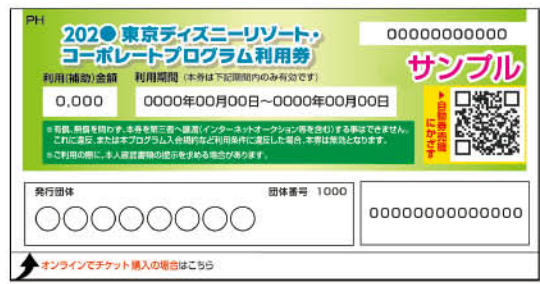 PH
202●東京ディズニーリゾート・
コーポレートプログラム利用券
00000000000
サンプル
利用(補助)金額 利用期間 (本券は下記期間内のみ有効です)
0,000 0000年00月00日〜0000年00月00日
▶自動券売機にかざす
※有償、無償を問わず、本券を第三者へ譲渡(インターネットオークション等を含む)する事はできません。
これに違反、または本プログラム入会規約など利用条件に違反した場合、本券は無効となります。
※ご利用の際に、本人確認書類の提示を求める場合があります。
発行団体 団体番号 1000
○○○○○○○○
00000000000000
オンラインでチケット購入の場合はこちら